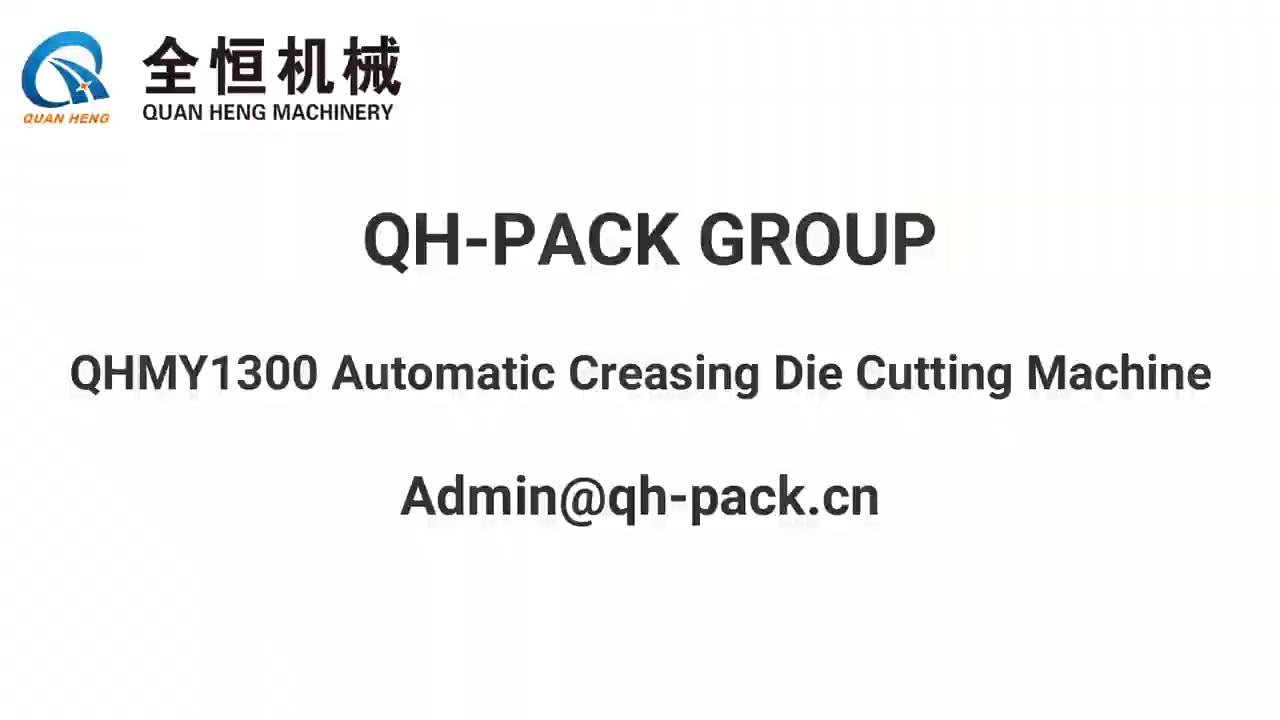 全恒机械
QUAN HENG MACHINERY
QUAN HENG
QH-PACK GROUP
QHMY1300 Automatic Creasing Die Cutting Machine
Admin@qh-pack.cn